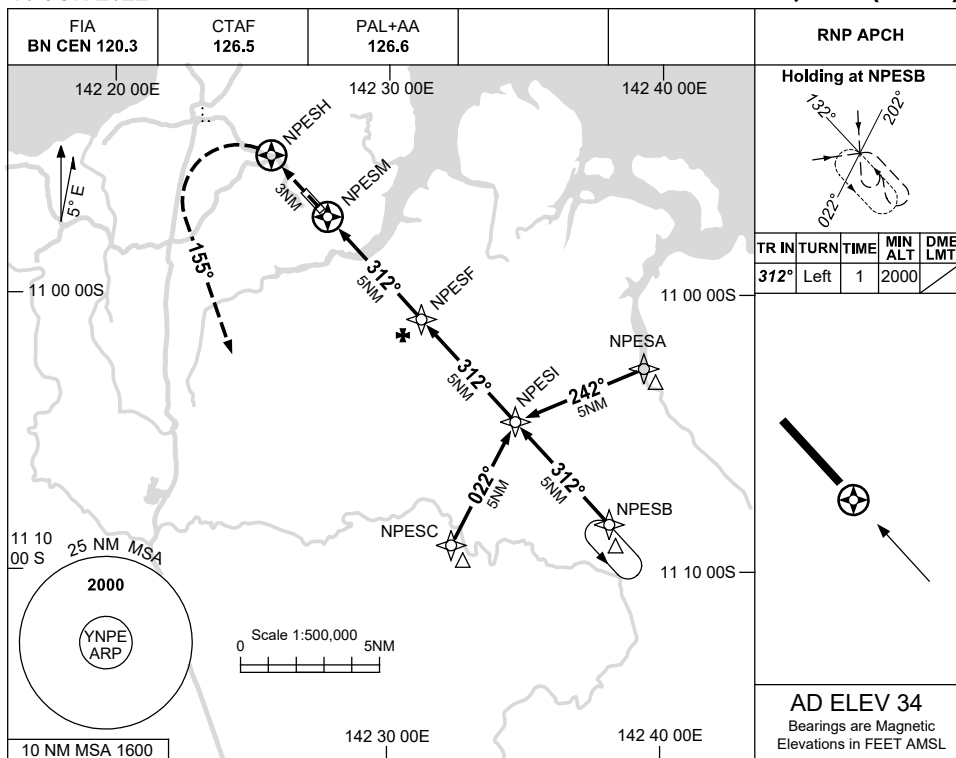 FIA
BN CEN 120.3
CTAF
126.5
PAL+AA
126.6
RNP APCH
142 20 00E
142 30 00E
142 40 00E
Holding at NPESB
132°
202°
022°
TR IN TURN TIME MIN ALT DME LMT
312° Left 1 2000
NPESH
NPESM
3NM
5° E
155°
312°
5NM
NPESF
11 00 00S
11 00 00S
NPESA
312°
5NM
NPESI
242°
5NM
022°
5NM
312°
5NM
NPESB
NPESC
11 10
00 S
11 10 00S
25 NM MSA
2000
YNPE
ARP
Scale 1:500,000
0 5NM
142 30 00E
142 40 00E
10 NM MSA 1600
AD ELEV 34
Bearings are Magnetic
Elevations in FEET AMSL